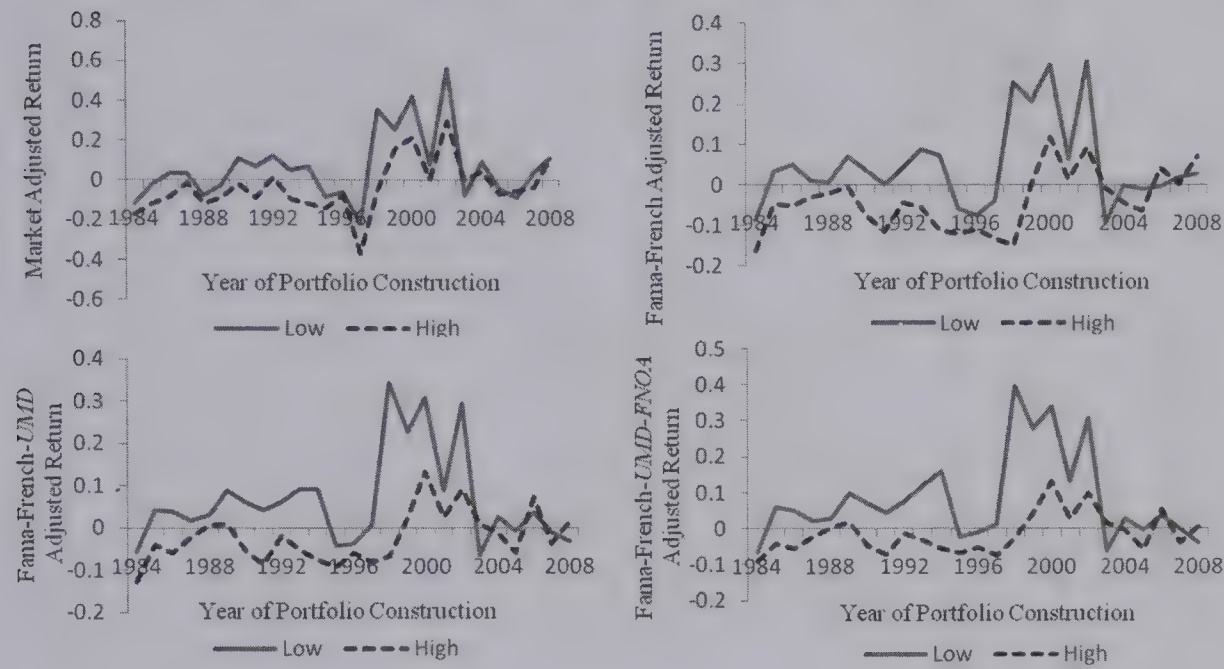 Market Adjusted Return
0.8
0.6
0.4
0.2
0
-0.2
-0.4
-0.6
1984 1988 1992 1996 2000 2004 2008
Year of Portfolio Construction
Low High
Fama-French Adjusted Return
0.4
0.3
0.2
0.1
0
-0.1
-0.2
1984 1988 1992 1996 2000 2004 2008
Year of Portfolio Construction
Low High
Fama-French-UMD
Adjusted Return
0.4
0.3
0.2
0.1
0
-0.1
-0.2
1984 1988 1992 1996 2000 2004 2008
Year of Portfolio Construction
Low High
Fama-French-UMD-FNOA
Adjusted Return
0.5
0.4
0.3
0.2
0.1
0
-0.1
-0.2
1984 1988 1992 1996 2000 2004 2008
Year of Portfolio Construction
Low High